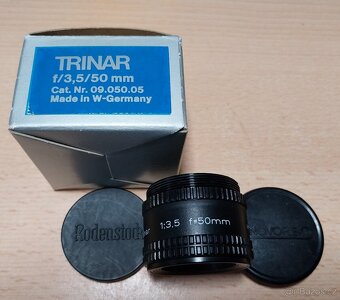 TRINAR
f/3,5/50 mm
Cat. Nr. 09.050.05
Made in W-Germany
Rodenstock
1:3.5 f=50mm